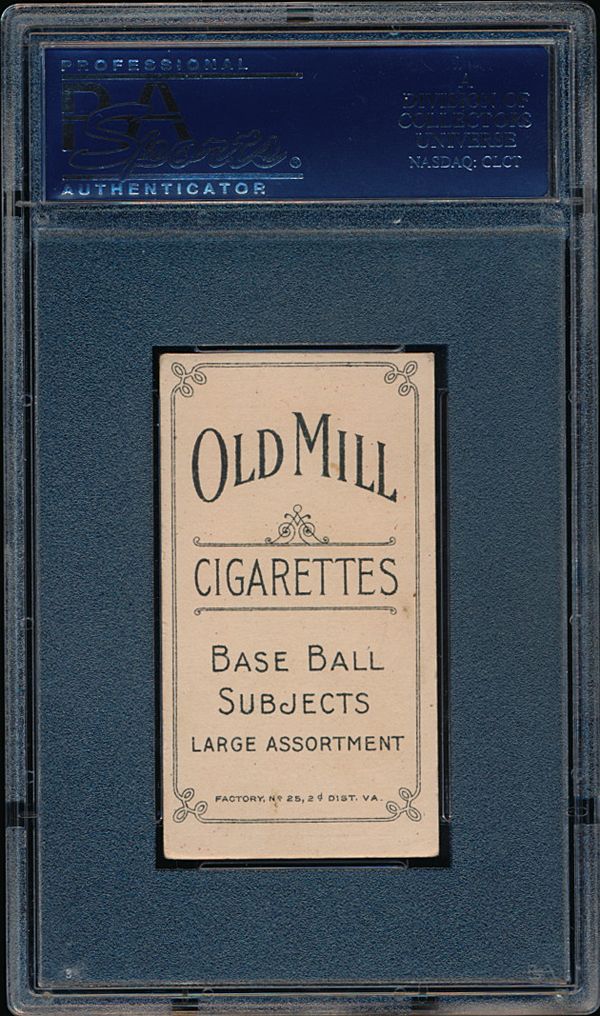 PROFESSIONAL
PSA
Sports
AUTHENTICATOR
A
DIVISION OF
COLLECTORS
UNIVERSE
NASDAQ: CLCT
OLD MILL
CIGARETTES
BASE BALL
SUBJECTS
LARGE ASSORTMENT
FACTORY, Nº 25, 2d DIST. VA.